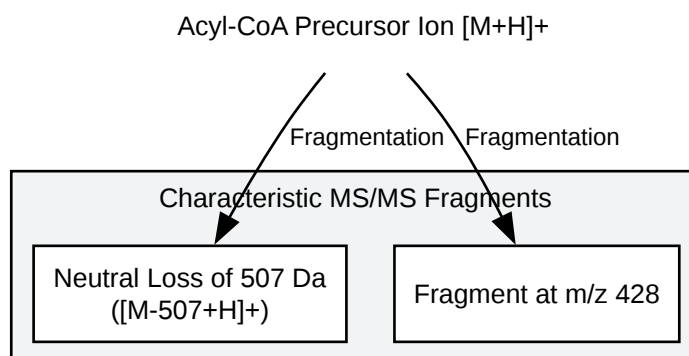 Acyl-CoA Precursor Ion [M+H]+
Fragmentation
Fragmentation
Characteristic MS/MS Fragments
Neutral Loss of 507 Da
([M-507+H]+)
Fragment at m/z 428